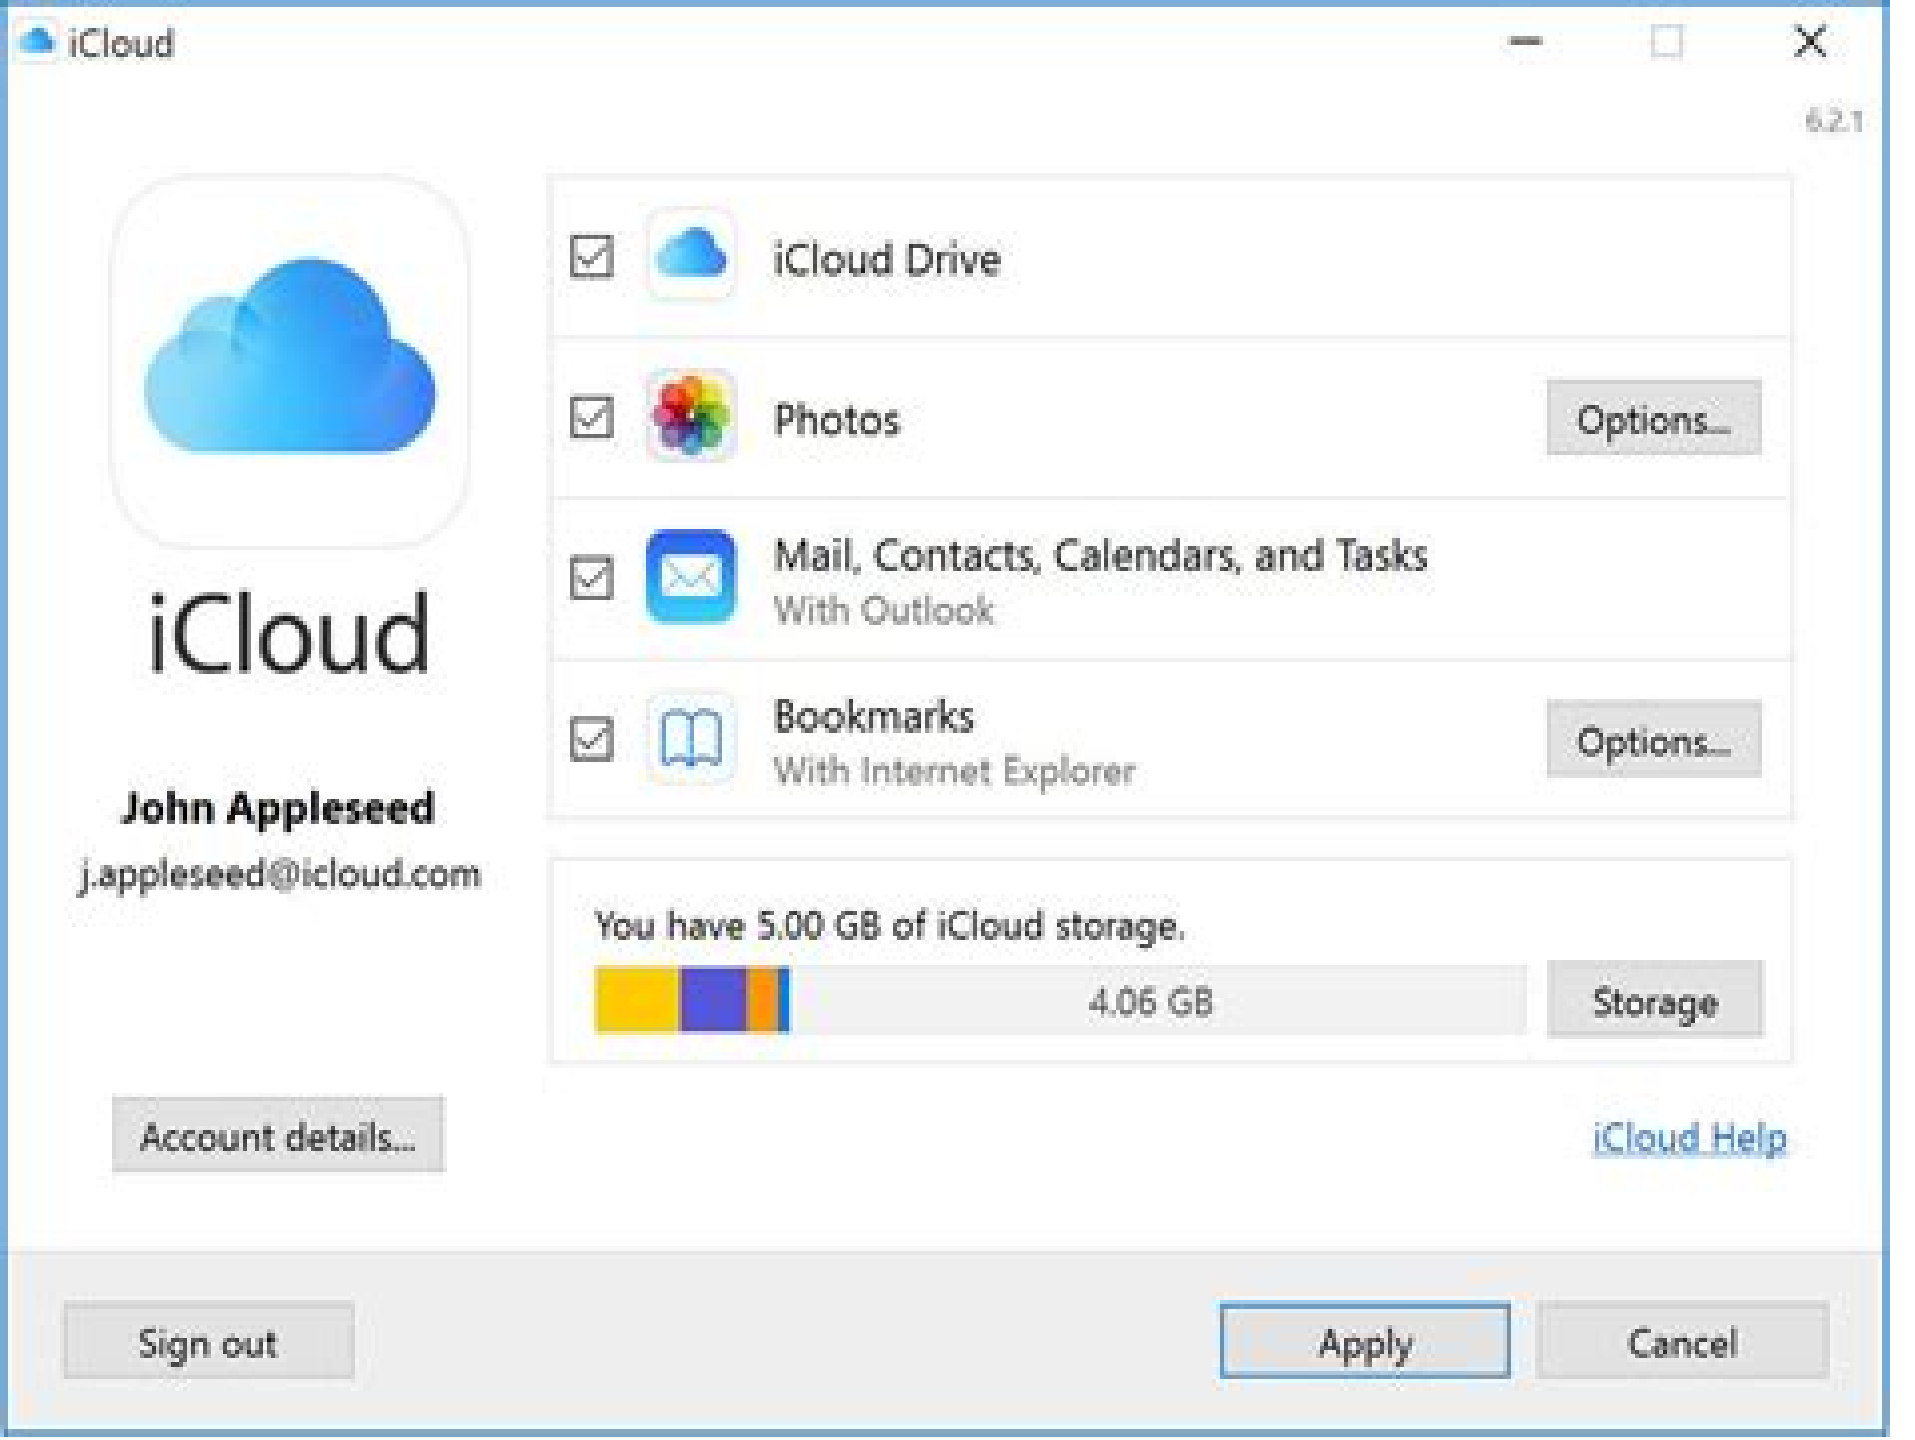 iCloud
6.2.1
iCloud
John Appleseed
j.appleseed@icloud.com
Account details...
iCloud Drive
Photos
Options...
Mail, Contacts, Calendars, and Tasks
With Outlook
Bookmarks
With Internet Explorer
Options...
You have 5.00 GB of iCloud storage.
4.06 GB
Storage
iCloud Help
Sign out
Apply
Cancel